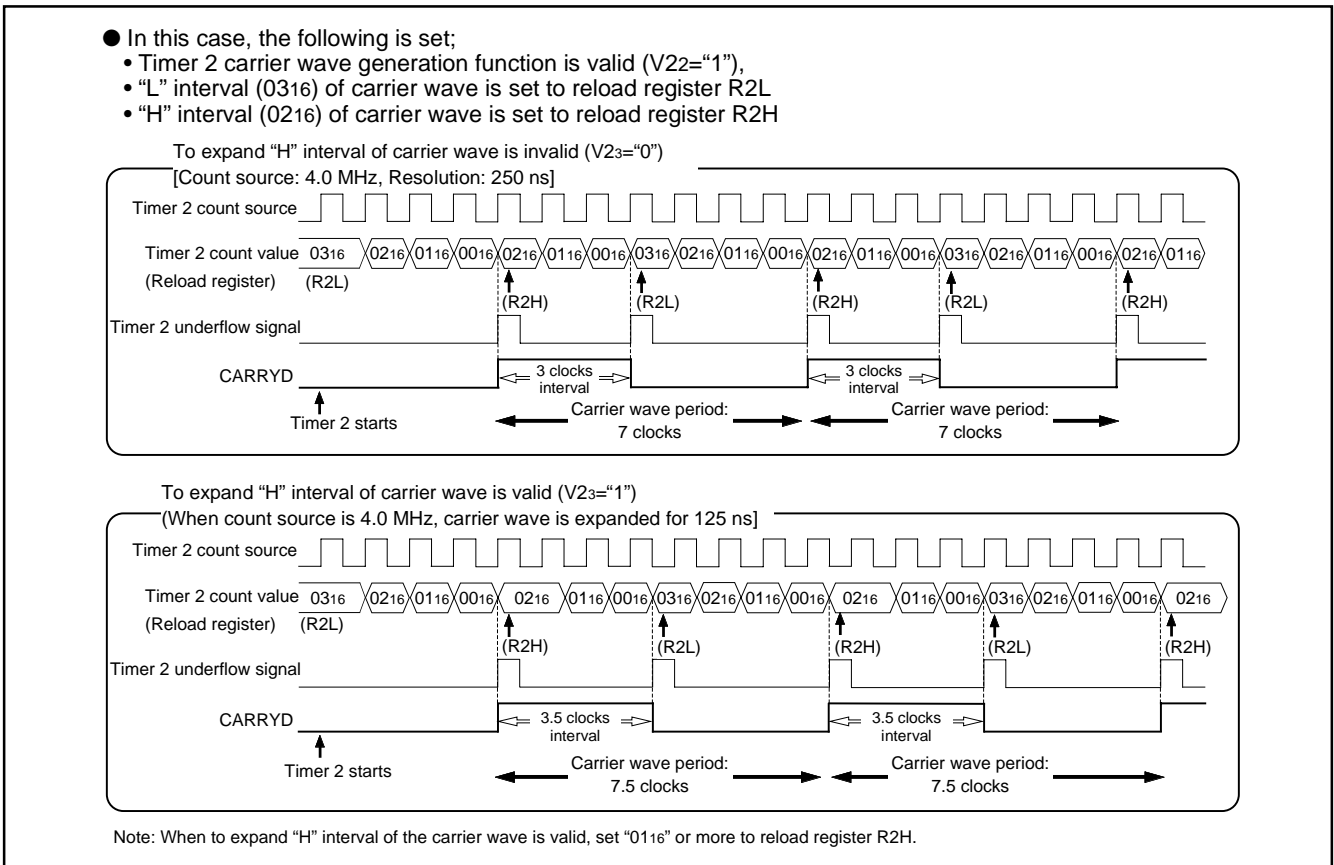 ● In this case, the following is set;
• Timer 2 carrier wave generation function is valid (V22=“1”),
• “L” interval (0316) of carrier wave is set to reload register R2L
• “H” interval (0216) of carrier wave is set to reload register R2H
To expand “H” interval of carrier wave is invalid (V23=“0”)
[Count source: 4.0 MHz, Resolution: 250 ns]
Timer 2 count source
Timer 2 count value 0316 0216 0116 0016 0216 0116 0016 0316 0216 0116 0016 0216 0116 0016 0316 0216 0116 0016 0216 0116
(Reload register) (R2L)
(R2H) (R2L) (R2H) (R2L) (R2H)
Timer 2 underflow signal
CARRYD
3 clocks interval
3 clocks interval
Timer 2 starts
Carrier wave period:
7 clocks
Carrier wave period:
7 clocks
To expand “H” interval of carrier wave is valid (V23=“1”)
(When count source is 4.0 MHz, carrier wave is expanded for 125 ns]
Timer 2 count source
Timer 2 count value 0316 0216 0116 0016 0216 0116 0016 0316 0216 0116 0016 0216 0116 0016 0316 0216 0116 0016 0216
(Reload register) (R2L)
(R2H) (R2L) (R2H) (R2L) (R2H)
Timer 2 underflow signal
CARRYD
3.5 clocks interval
3.5 clocks interval
Timer 2 starts
Carrier wave period:
7.5 clocks
Carrier wave period:
7.5 clocks
Note: When to expand “H” interval of the carrier wave is valid, set “0116” or more to reload register R2H.